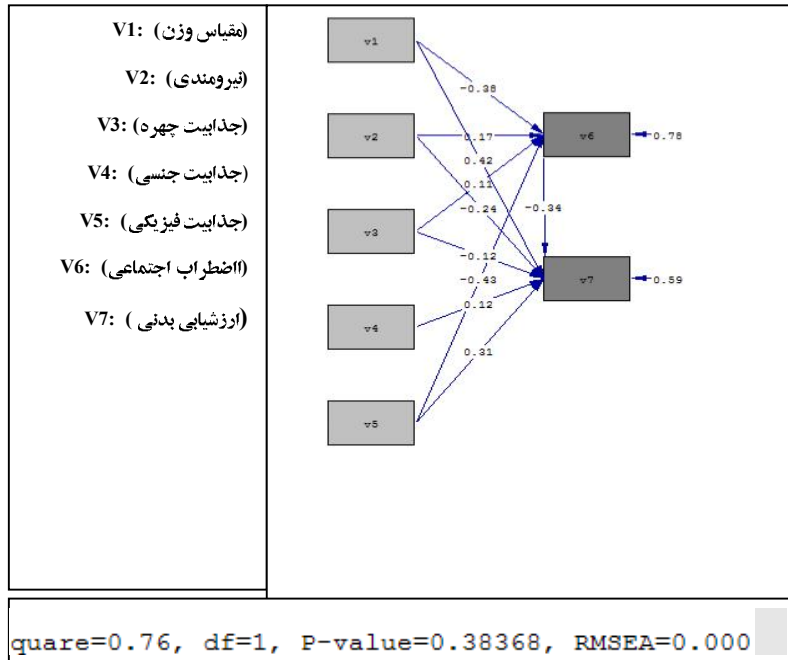 V1: (مقیاس وزن)
V2: (نیرومندی)
V3: (جذابیت چهره)
V4: (جذابیت جنسی)
V5: (جذابیت فیزیکی)
V6: (ااضطراب اجتماعی)
V7: (ارزشیابی بدنی )
v1
v2
v3
v4
v5
v6
v7
-0.38
0.17
0.42
0.11
-0.24
-0.34
-0.12
-0.43
0.12
0.31
0.78
0.59
quare=0.76, df=1, P-value=0.38368, RMSEA=0.000